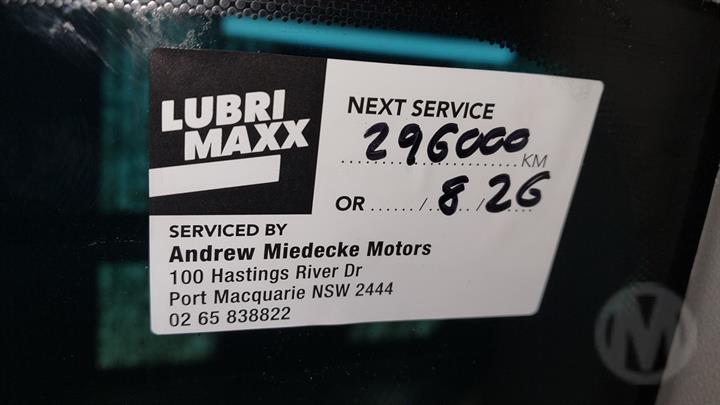 LUBRI
MAXX
NEXT SERVICE
296000 KM
OR ....../8../26
SERVICED BY
Andrew Miedecke Motors
100 Hastings River Dr
Port Macquarie NSW 2444
02 65 838822
M